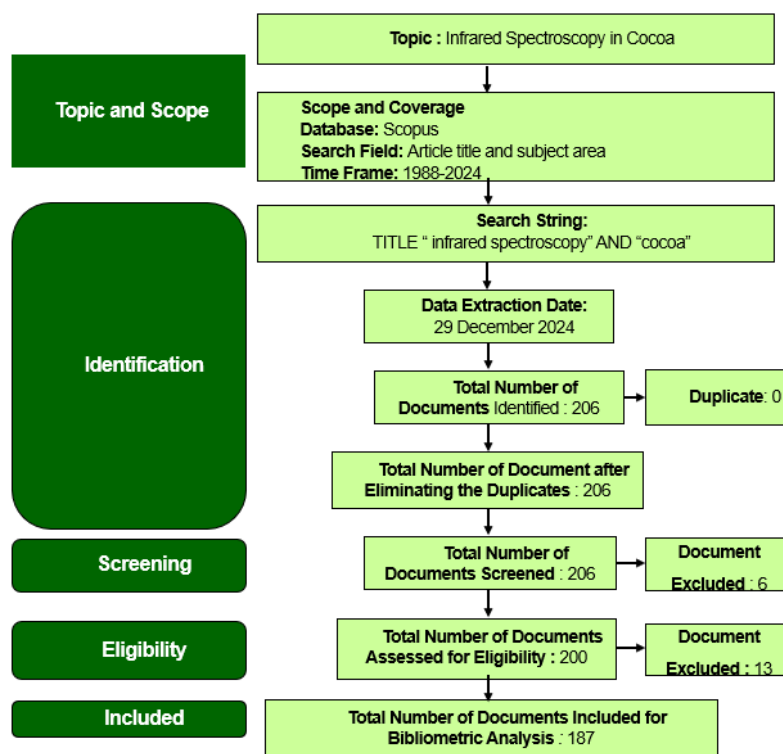 Topic : Infrared Spectroscopy in Cocoa
Topic and Scope
Scope and Coverage
Database: Scopus
Search Field: Article title and subject area
Time Frame: 1988-2024
Search String:
TITLE “ infrared spectroscopy” AND “cocoa”
Data Extraction Date:
29 December 2024
Identification
Total Number of
Documents Identified : 206
Duplicate: 0
Total Number of Document after
Eliminating the Duplicates : 206
Screening
Total Number of
Documents Screened : 206
Document
Excluded : 6
Eligibility
Total Number of Documents
Assessed for Eligibility : 200
Document
Excluded : 13
Included
Total Number of Documents Included for
Bibliometric Analysis : 187